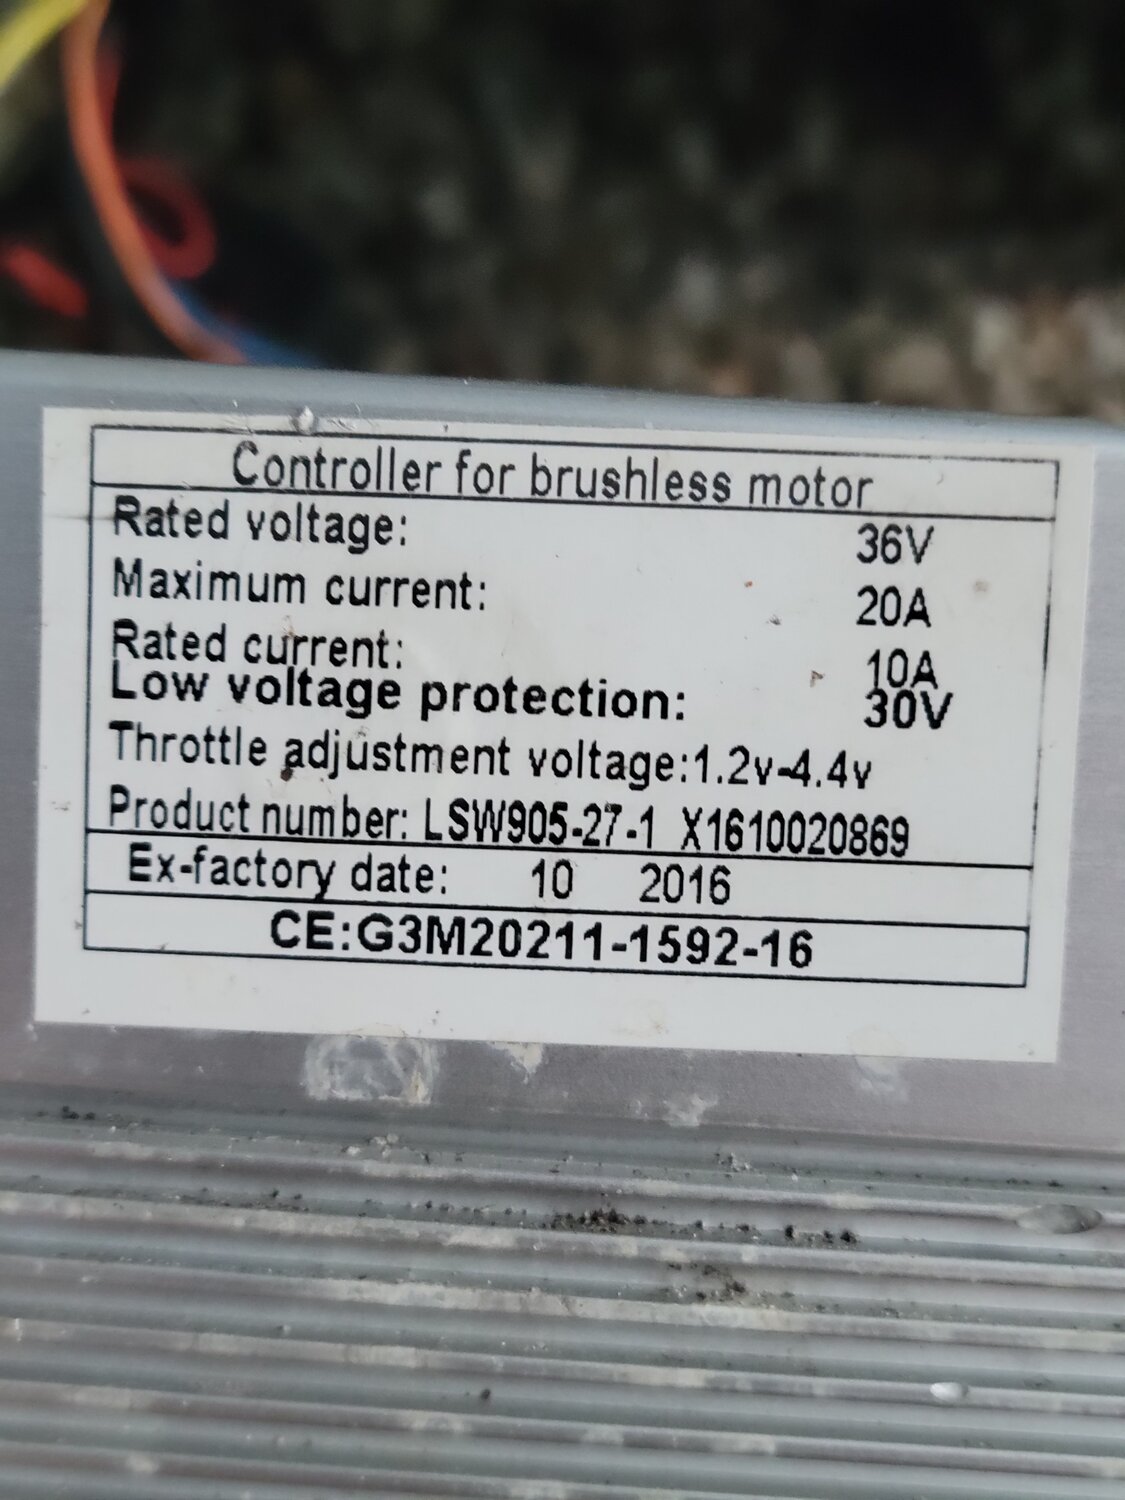 Controller for brushless motor
Rated voltage: 36V
Maximum current: 20A
Rated current: 10A
Low voltage protection: 30V
Throttle adjustment voltage:1.2v-4.4v
Product number: LSW905-27-1 X1610020869
Ex-factory date: 10 2016
CE:G3M20211-1592-16